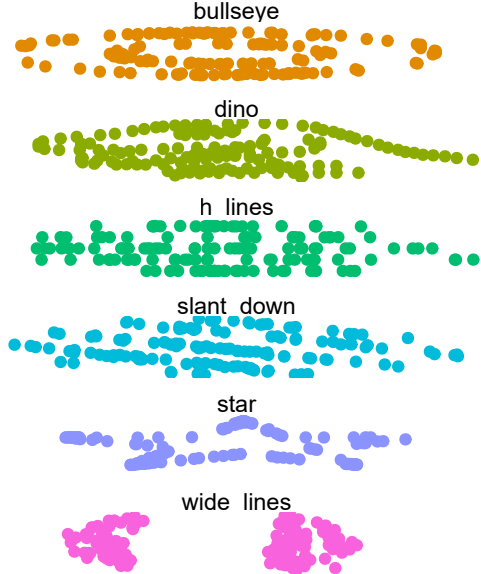 bullseye
dino
h_lines
slant_down
star
wide_lines